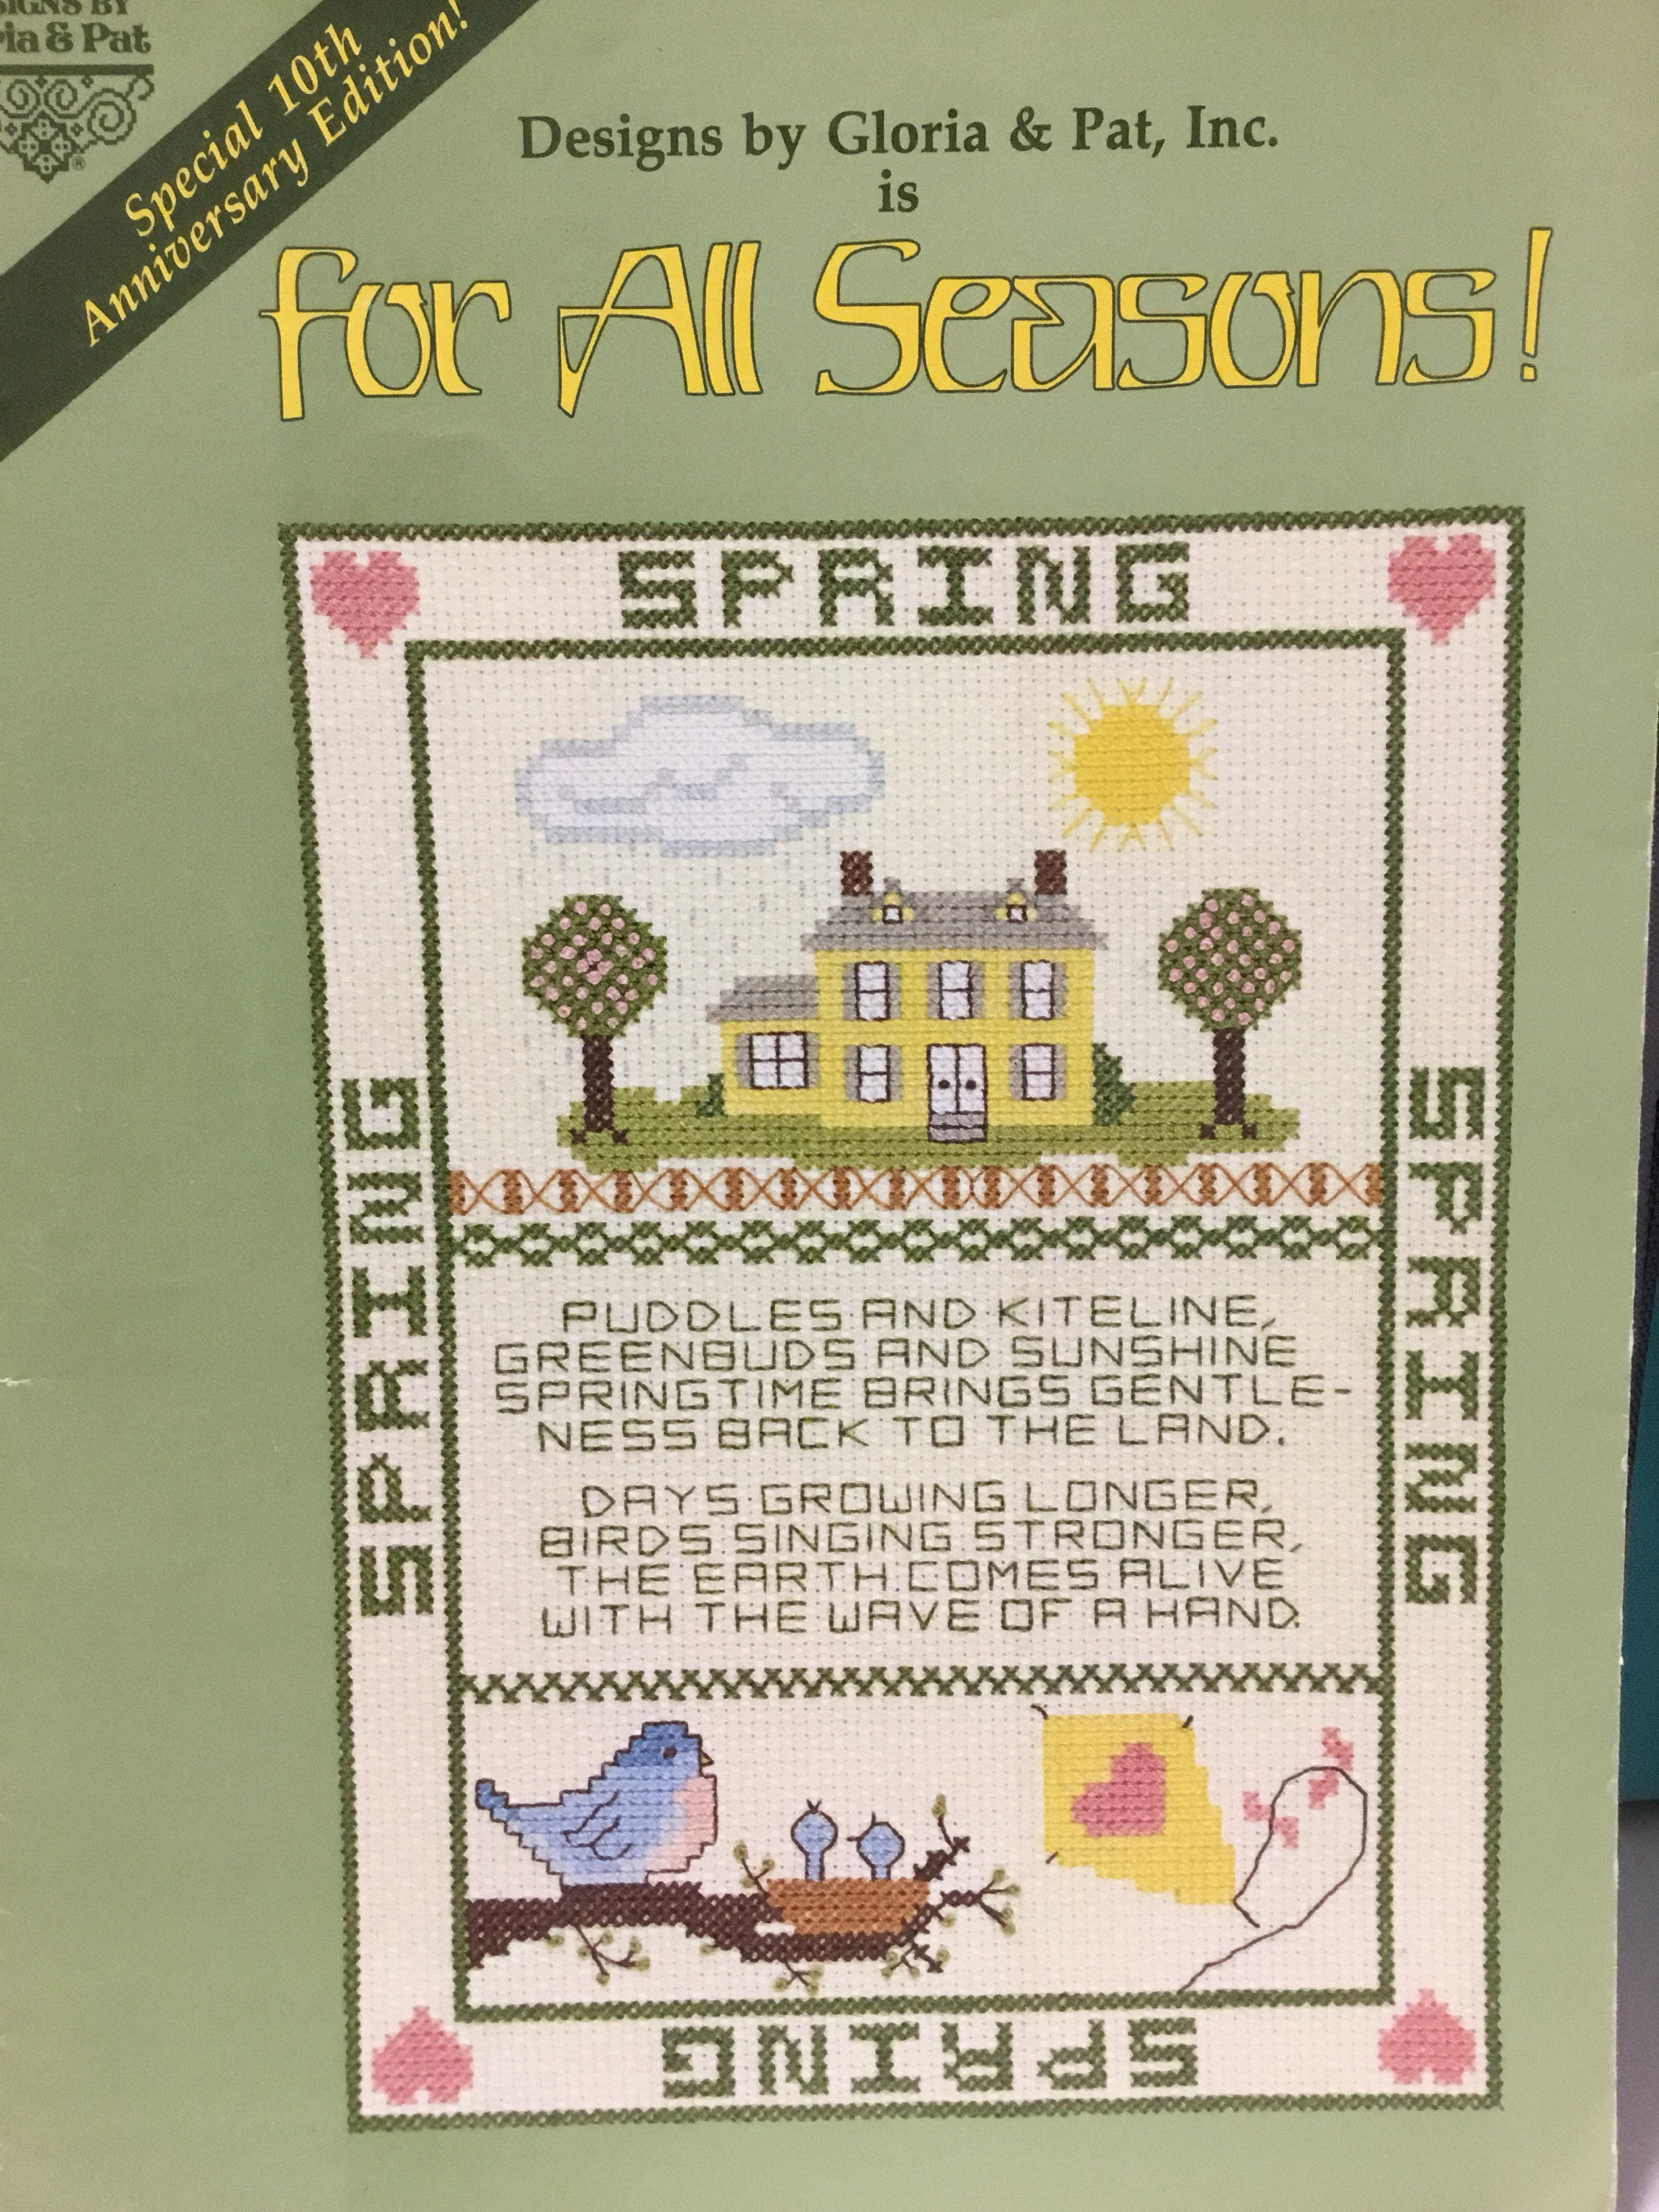 & Pat
Special 10th
Anniversary Edition!
Designs by Gloria & Pat, Inc.
is
for All Seasons!
SPRING
SPRING
SPRING
PUDDLES AND KITELINE,
GREENBUDS AND SUNSHINE
SPRINGTIME BRINGS GENTLE-
NESS BACK TO THE LAND.
DAYS GROWING LONGER,
BIRDS SINGING STRONGER,
THE EARTH COMES ALIVE
WITH THE WAVE OF A HAND.
SPRING